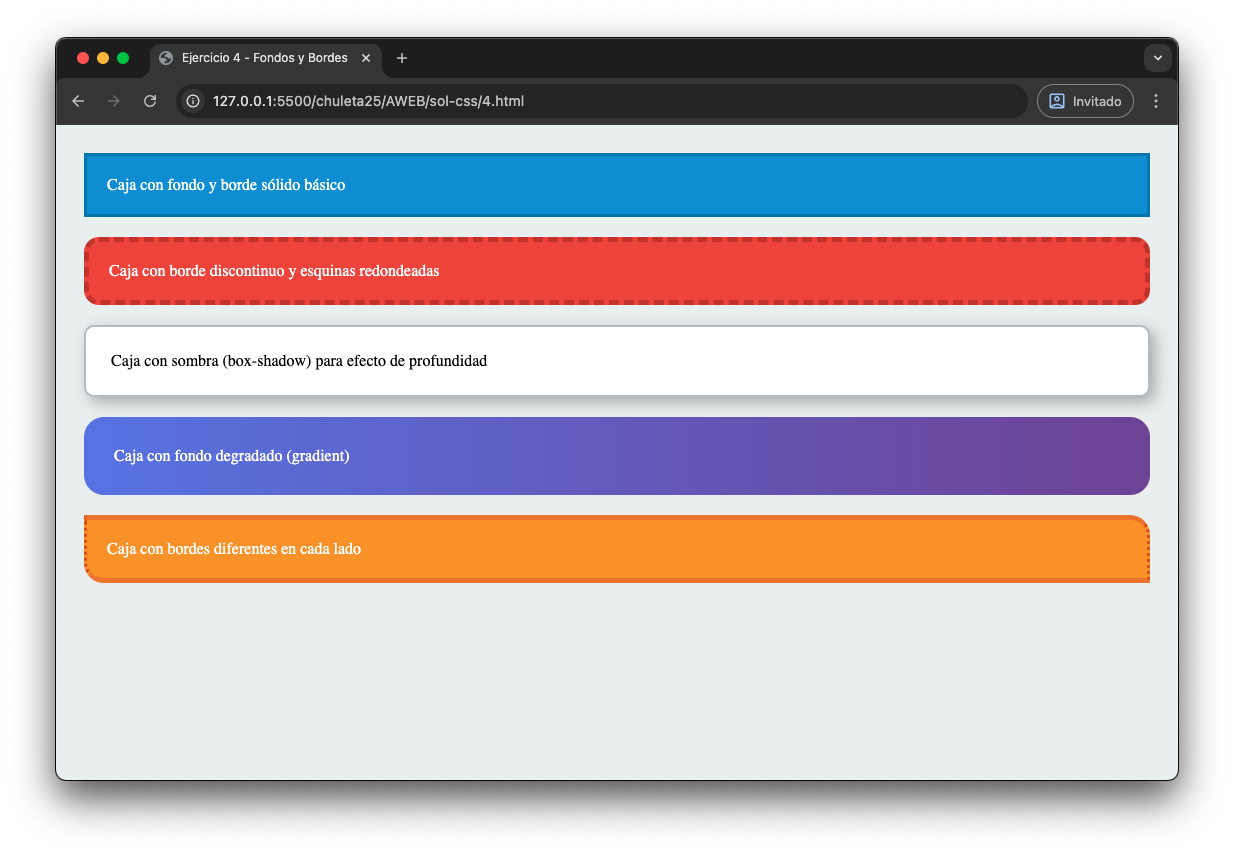 Ejercicio 4 - Fondos y Bordes
127.0.0.1:5500/chuleta25/AWEB/sol-css/4.html
Invitado
Caja con fondo y borde sólido básico
Caja con borde discontinuo y esquinas redondeadas
Caja con sombra (box-shadow) para efecto de profundidad
Caja con fondo degradado (gradient)
Caja con bordes diferentes en cada lado